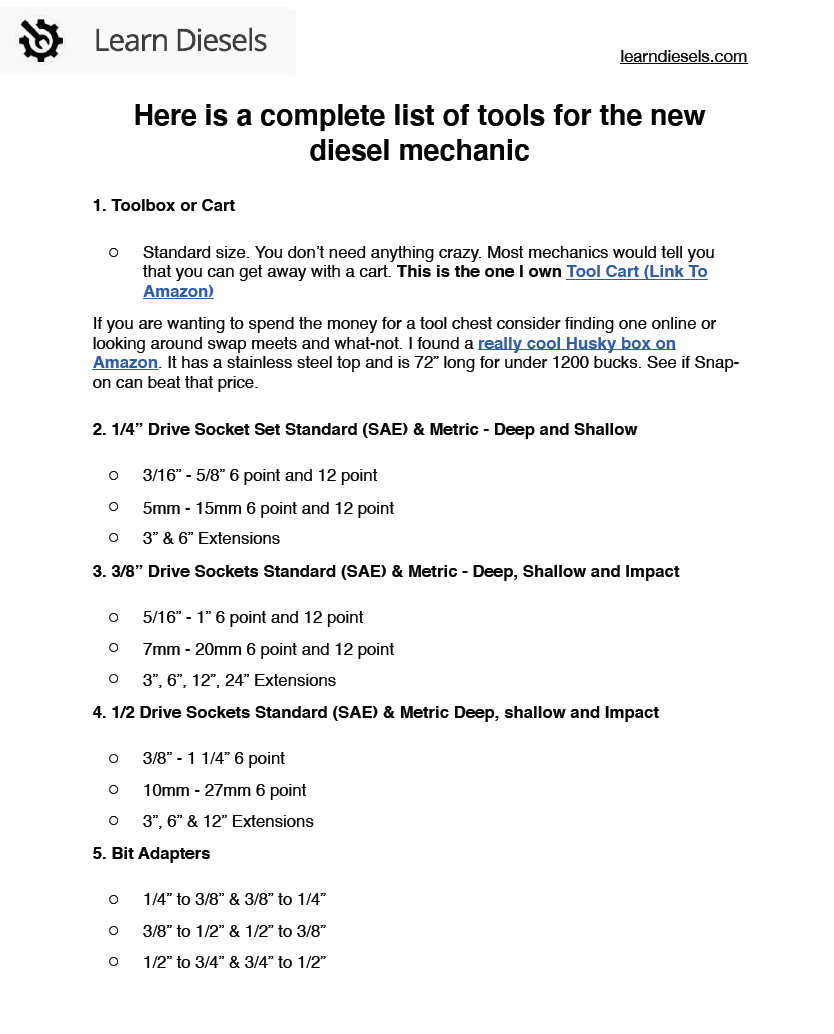 Learn Diesels
learndiesels.com
Here is a complete list of tools for the new
diesel mechanic
1. Toolbox or Cart
○ Standard size. You don’t need anything crazy. Most mechanics would tell you
that you can get away with a cart. This is the one I own Tool Cart (Link To
Amazon)
If you are wanting to spend the money for a tool chest consider finding one online or
looking around swap meets and what-not. I found a really cool Husky box on
Amazon. It has a stainless steel top and is 72” long for under 1200 bucks. See if Snap-
on can beat that price.
2. 1/4” Drive Socket Set Standard (SAE) & Metric - Deep and Shallow
○ 3/16” - 5/8” 6 point and 12 point
○ 5mm - 15mm 6 point and 12 point
○ 3” & 6” Extensions
3. 3/8” Drive Sockets Standard (SAE) & Metric - Deep, Shallow and Impact
○ 5/16” - 1” 6 point and 12 point
○ 7mm - 20mm 6 point and 12 point
○ 3”, 6”, 12”, 24” Extensions
4. 1/2 Drive Sockets Standard (SAE) & Metric Deep, shallow and Impact
○ 3/8” - 1 1/4” 6 point
○ 10mm - 27mm 6 point
○ 3”, 6” & 12” Extensions
5. Bit Adapters
○ 1/4” to 3/8” & 3/8” to 1/4”
○ 3/8” to 1/2” & 1/2” to 3/8”
○ 1/2” to 3/4” & 3/4” to 1/2”